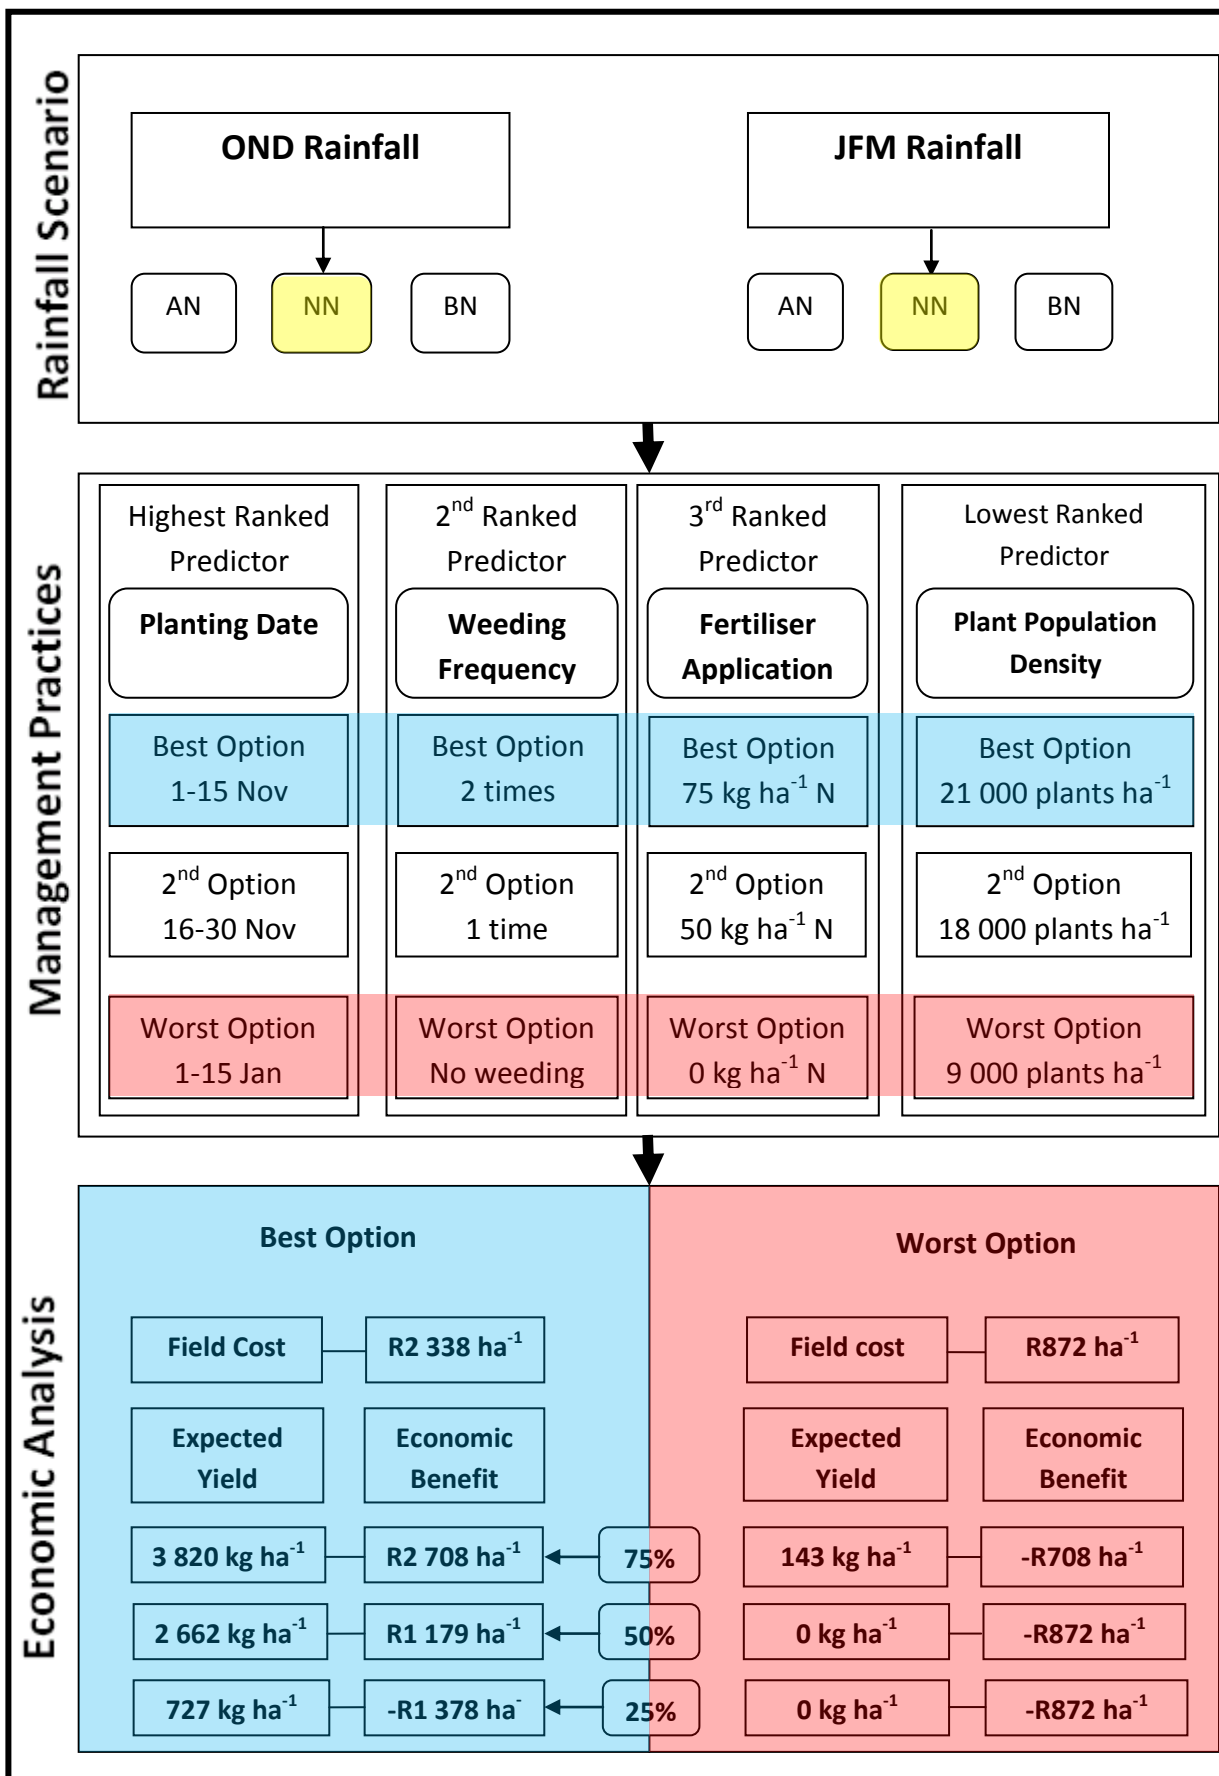 Rainfall Scenario
OND Rainfall
JFM Rainfall
AN
NN
BN
AN
NN
BN
Management Practices
Highest Ranked
Predictor
Planting Date
Best Option
1-15 Nov
2nd Option
16-30 Nov
Worst Option
1-15 Jan
2nd Ranked
Predictor
Weeding
Frequency
Best Option
2 times
2nd Option
1 time
Worst Option
No weeding
3rd Ranked
Predictor
Fertiliser
Application
Best Option
75 kg ha-1 N
2nd Option
50 kg ha-1 N
Worst Option
0 kg ha-1 N
Lowest Ranked
Predictor
Plant Population
Density
Best Option
21 000 plants ha-1
2nd Option
18 000 plants ha-1
Worst Option
9 000 plants ha-1
Economic Analysis
Best Option
Field Cost
R2 338 ha-1
Expected
Yield
Economic
Benefit
3 820 kg ha-1
R2 708 ha-1
75%
2 662 kg ha-1
R1 179 ha-1
50%
727 kg ha-1
-R1 378 ha-
25%
Worst Option
Field cost
R872 ha-1
Expected
Yield
Economic
Benefit
143 kg ha-1
-R708 ha-1
0 kg ha-1
-R872 ha-1
0 kg ha-1
-R872 ha-1